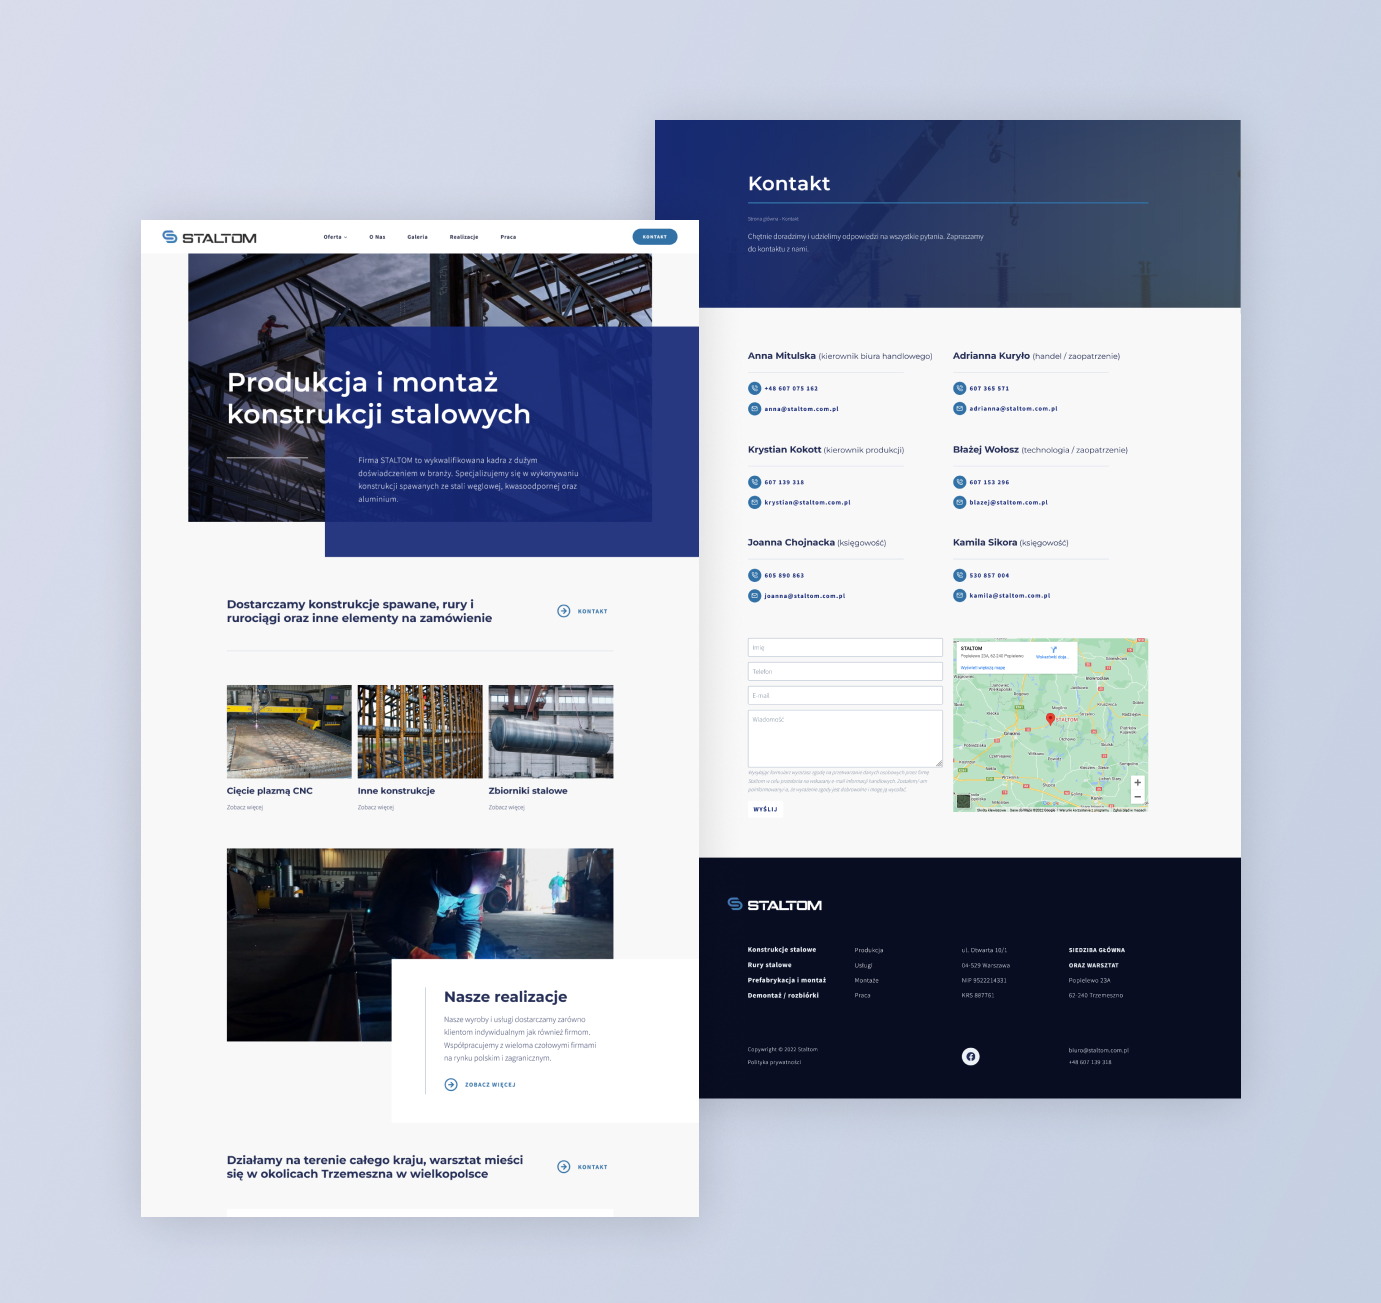 STALTOM
Oferta
O Nas
Galeria
Realizacje
Praca
KONTAKT
Produkcja i montaż
konstrukcji stalowych
Firma STALTOM to wykwalifikowana kadra z dużym
doświadczeniem w branży. Specjalizujemy się w wykonywaniu
konstrukcji spawanych ze stali węglowej, kwasoodpornej oraz
aluminium.
Dostarczamy konstrukcje spawane, rury i
rurociągi oraz inne elementy na zamówienie
KONTAKT
Cięcie plazmą CNC
Zobacz więcej
Inne konstrukcje
Zobacz więcej
Zbiorniki stalowe
Zobacz więcej
Nasze realizacje
Nasze wyroby i usługi dostarczamy zarówno
klientom indywidualnym jak również firmom.
Współpracujemy z wieloma czołowymi firmami
na rynku polskim i zagranicznym.
ZOBACZ WIĘCEJ
Działamy na terenie całego kraju, warsztat mieści
się w okolicach Trzemeszna w wielkopolsce
KONTAKT
Kontakt
Strona główna - Kontakt
Chętnie doradzimy i udzielimy odpowiedzi na wszystkie pytania. Zapraszamy
do kontaktu z nami.
Anna Mitulska (kierownik biura handlowego)
+48 607 075 162
anna@staltom.com.pl
Adrianna Kuryło (handel / zaopatrzenie)
607 365 571
adrianna@staltom.com.pl
Krystian Kokott (kierownik produkcji)
607 139 318
krystian@staltom.com.pl
Błażej Wołosz (technologia / zaopatrzenie)
607 153 296
blazej@staltom.com.pl
Joanna Chojnacka (księgowość)
605 890 863
joanna@staltom.com.pl
Kamila Sikora (księgowość)
530 857 004
kamila@staltom.com.pl
Imię
Telefon
E-mail
Wiadomość
WYŚLIJ
STALTOM
Popielewo 23A, 62-240 Popielewo
Wyświetl większą mapę
STALTOM
STALTOM
Konstrukcje stalowe
Rury stalowe
Prefabrykacja i montaż
Demontaż / rozbiórki
Produkcja
Usługi
Montaże
Praca
ul. Otwarta 10/1
04-529 Warszawa
NIP 9522214331
KRS 887761
SIEDZIBA GŁÓWNA
ORAZ WARSZTAT
Popielewo 23A
62-240 Trzemeszno
Copywright © 2022 Staltom
Polityka prywatności
biuro@staltom.com.pl
+48 607 139 318